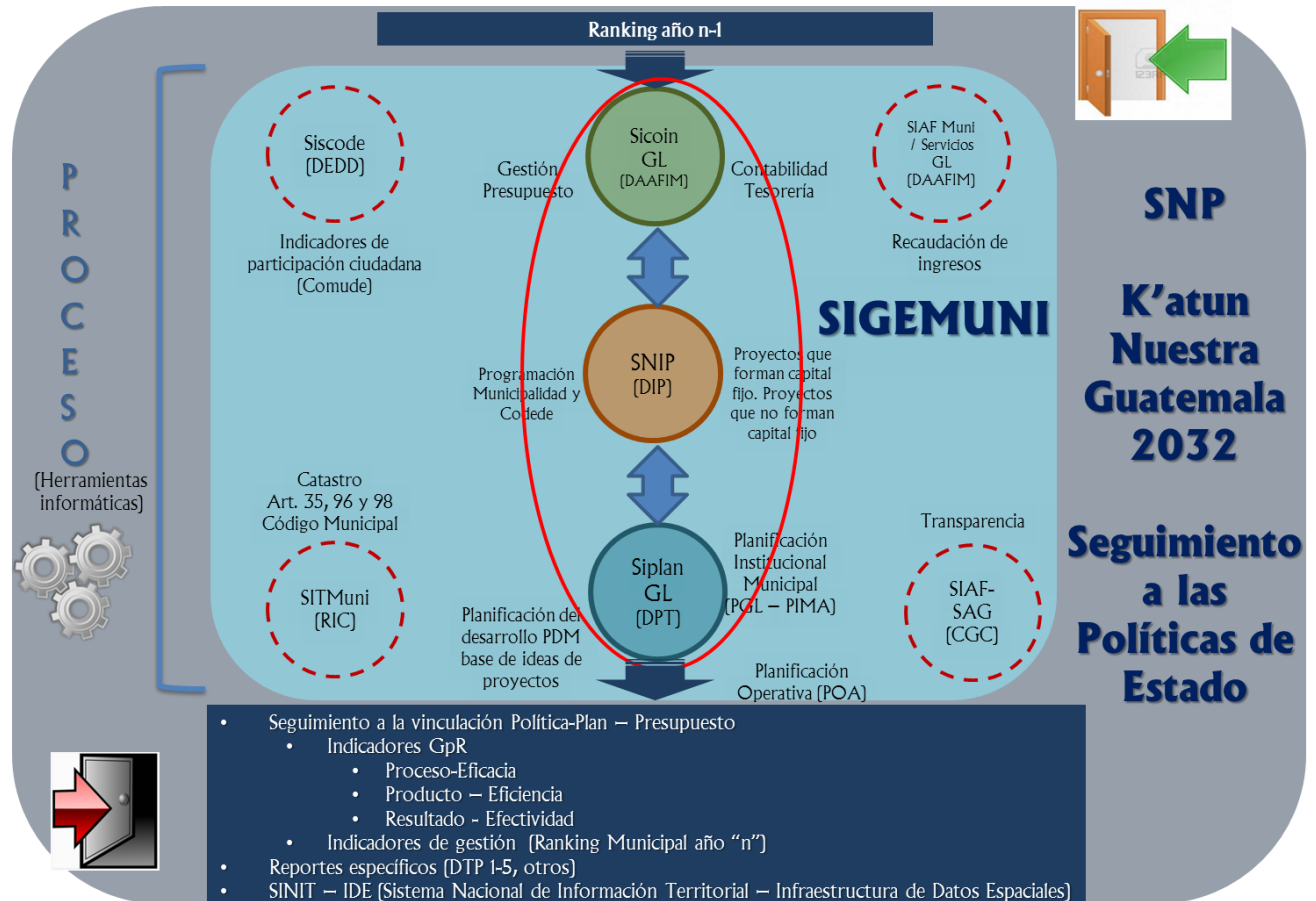 Ranking año n-1
P
R
O
C
E
S
O
(Herramientas
informáticas)
Siscode
(DEDD)
Indicadores de
participación ciudadana
(Comude)
Gestión
Presupuesto
Sicoin
GL
(DAAFIM)
Contabilidad
Tesorería
SIAF Muni
/ Servicios
GL
(DAAFIM)
Recaudación de
ingresos
SIGEMUNI
Programación
Municipalidad y
Codede
SNIP
(DIP)
Proyectos que
forman capital
fijo. Proyectos
que no forman
capital fijo
Catastro
Art. 35, 96 y 98
Código Municipal
SITMuni
(RIC)
Planificación del
desarrollo PDM
base de ideas de
proyectos
Siplan
GL
(DPT)
Planificación
Institucional
Municipal
(PGL – PIMA)
Planificación
Operativa (POA)
Transparencia
SIAF-
SAG
(CGC)
SNP
K’atun
Nuestra
Guatemala
2032
Seguimiento
a las
Políticas de
Estado
• Seguimiento a la vinculación Política-Plan – Presupuesto
• Indicadores GpR
• Proceso-Eficacia
• Producto – Eficiencia
• Resultado - Efectividad
• Indicadores de gestión (Ranking Municipal año “n”)
• Reportes específicos (DTP 1-5, otros)
• SINIT – IDE (Sistema Nacional de Información Territorial – Infraestructura de Datos Espaciales)